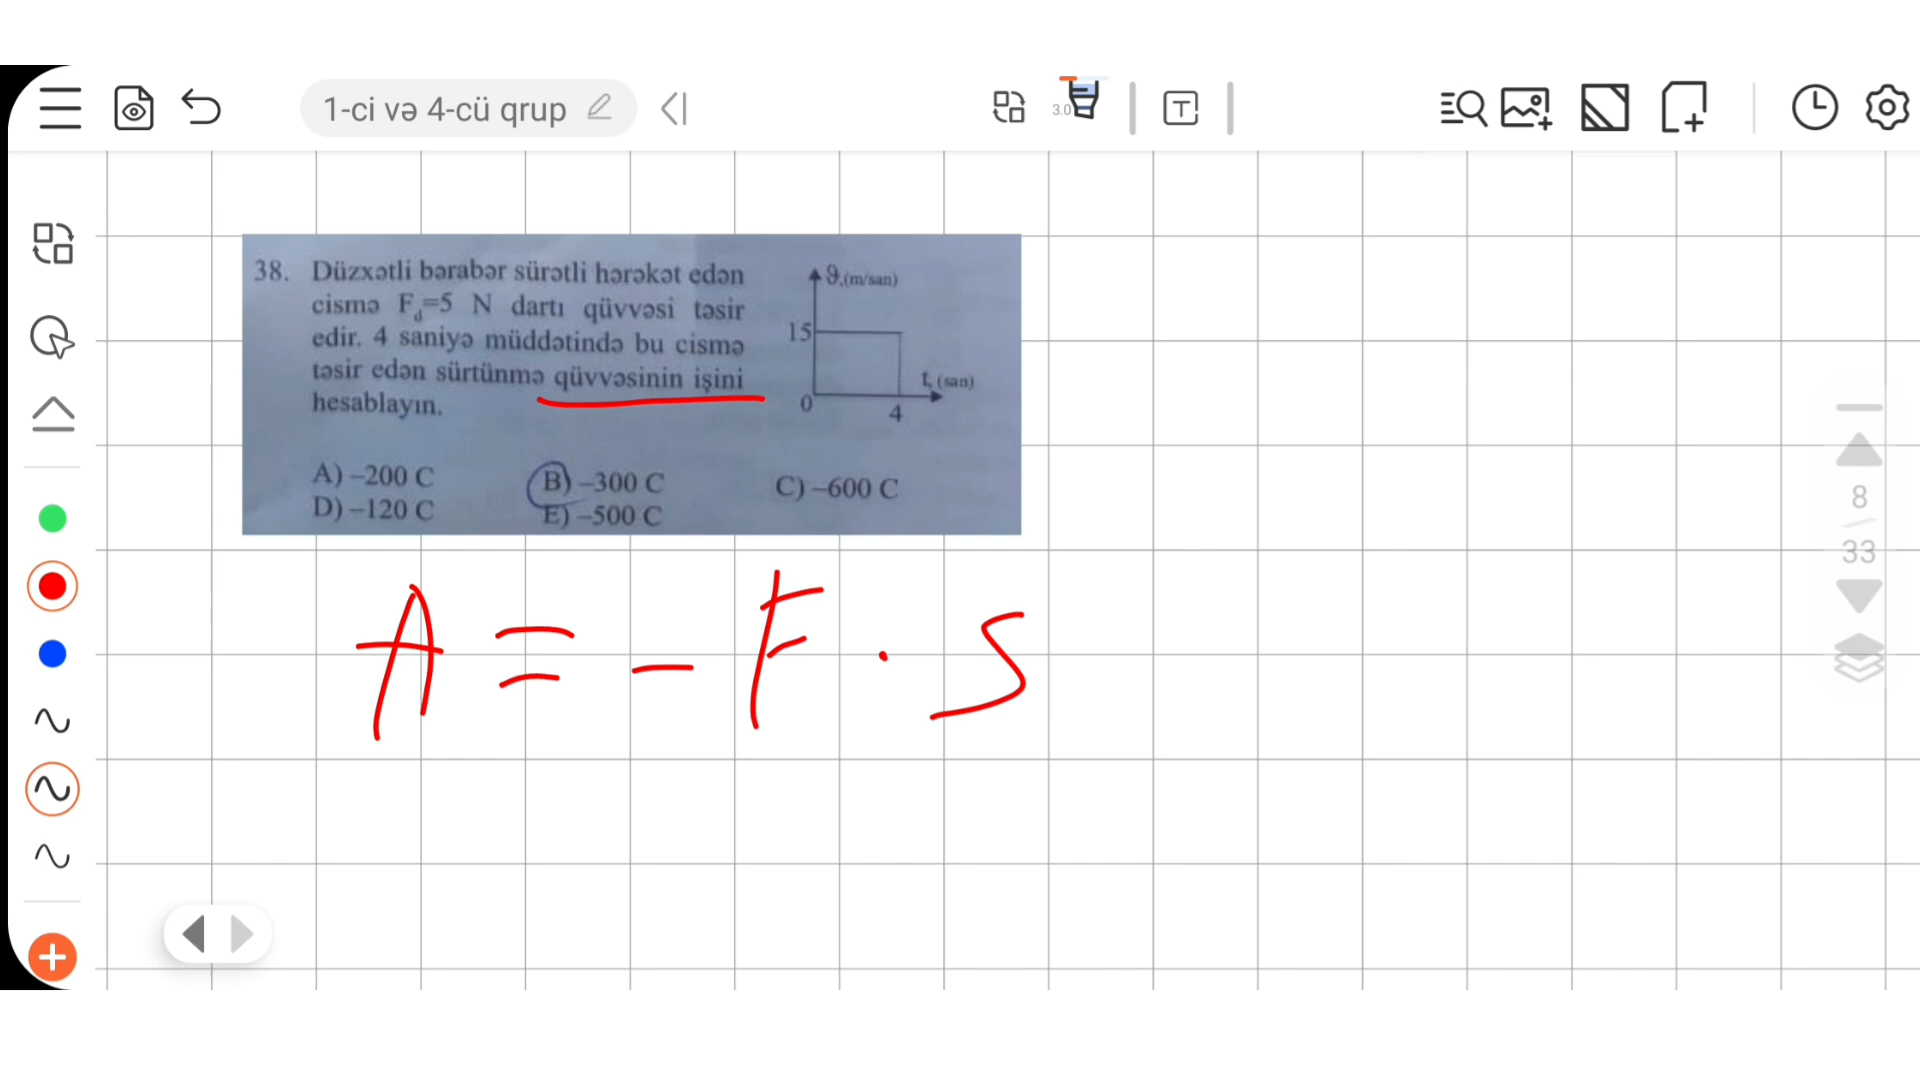 1-ci və 4-cü qrup
3.0
T
38. Düzxətli bərabər sürətli hərəkət edən
cismə F_d=5 N dartı qüvvəsi təsir
edir. 4 saniyə müddətində bu cismə
təsir edən sürtünmə qüvvəsinin işini
hesablayın.
ϑ,(m/san)
15
t, (san)
0
4
A) –200 C B) –300 C C) –600 C
D) –120 C E) –500 C
A = – F · S
8
33